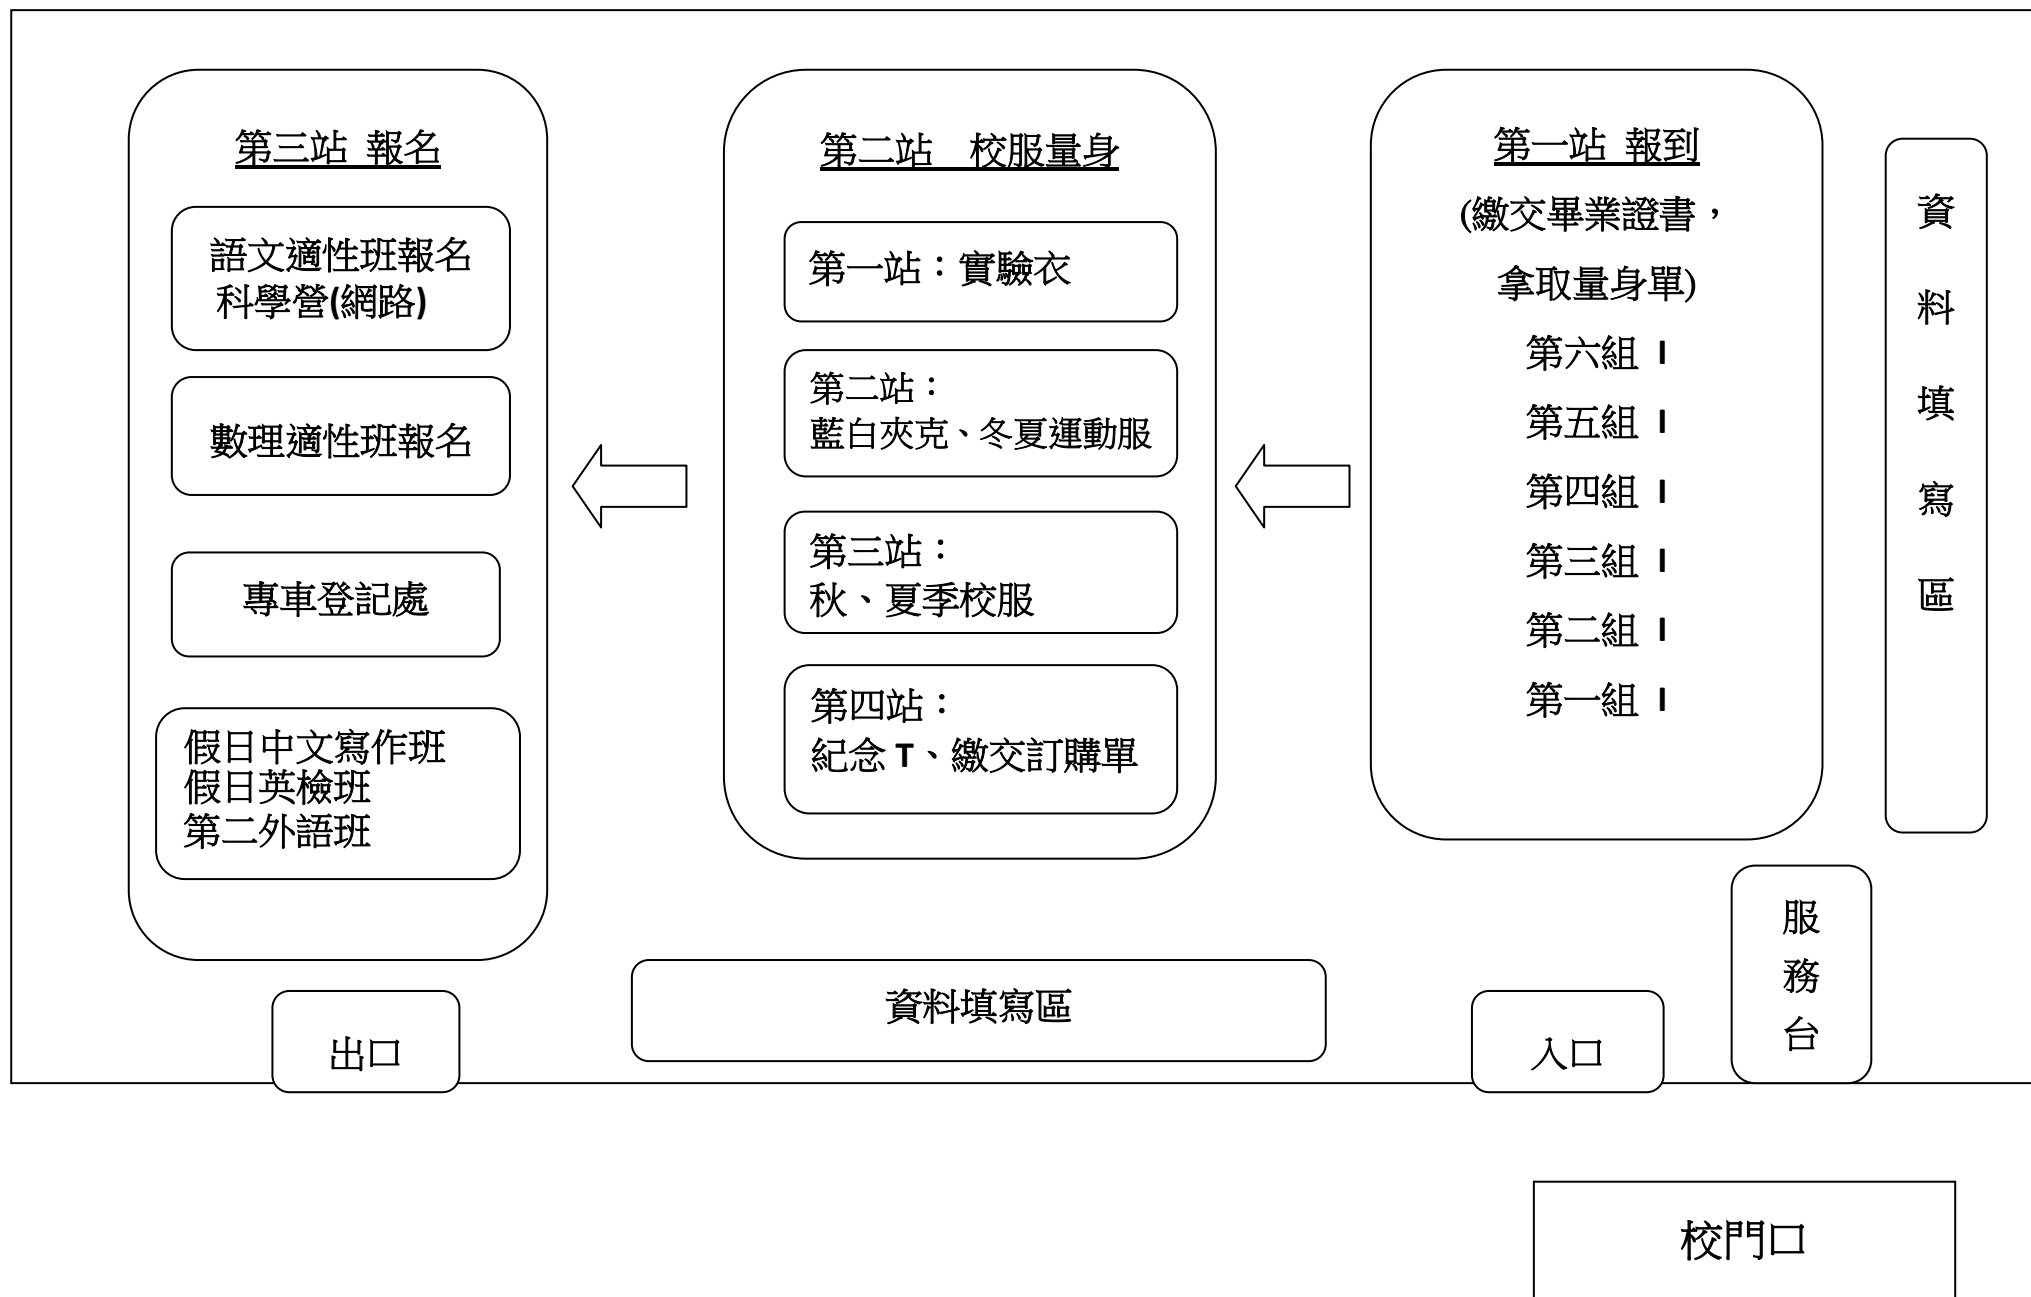 第三站 報名
語文適性班報名
科學營(網路)
數理適性班報名
專車登記處
假日中文寫作班
假日英檢班
第二外語班
第二站　校服量身
第一站：實驗衣
第二站：
藍白夾克、冬夏運動服
第三站：
秋、夏季校服
第四站：
紀念 T、繳交訂購單
第一站 報到
(繳交畢業證書，
拿取量身單)
第六組 I
第五組 I
第四組 I
第三組 I
第二組 I
第一組 I
資料填寫區
服務台
出口
資料填寫區
入口
校門口